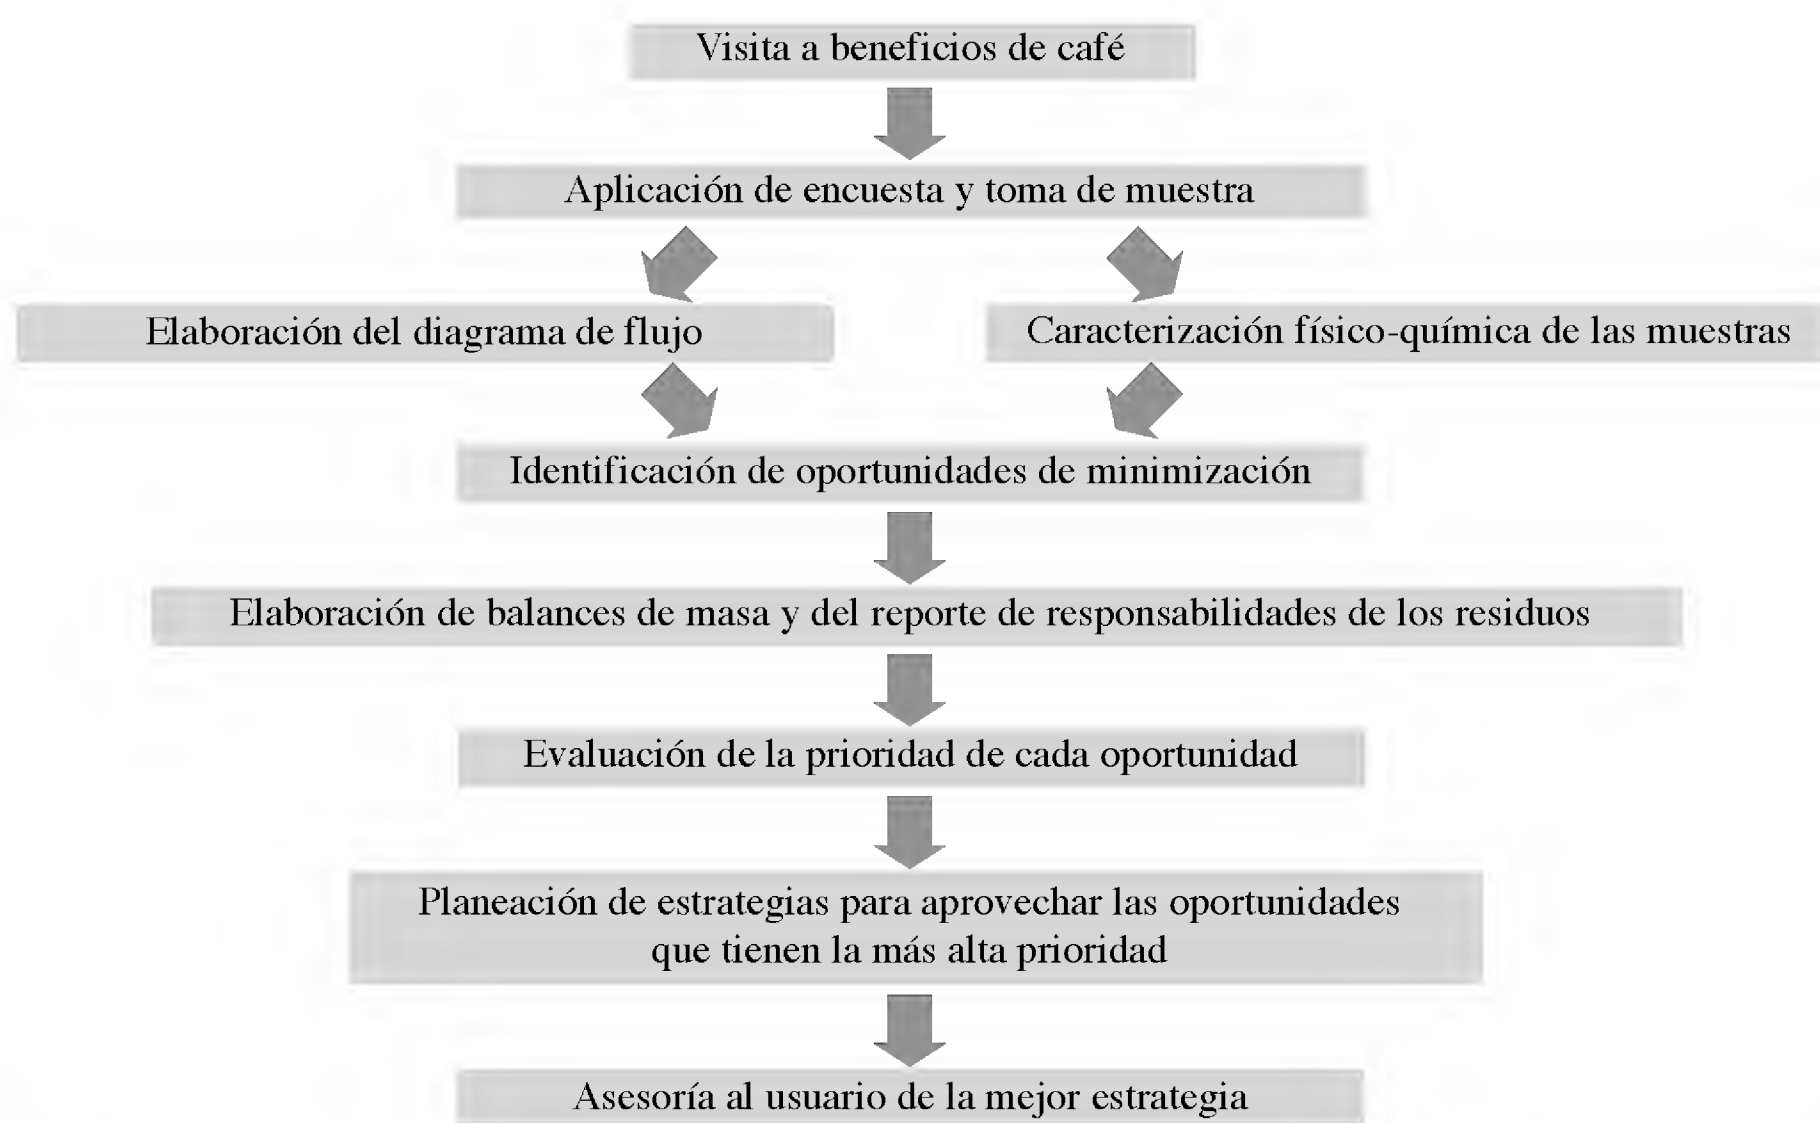 Visita a beneficios de café
Aplicación de encuesta y toma de muestra
Elaboración del diagrama de flujo
Caracterización físico-química de las muestras
Identificación de oportunidades de minimización
Elaboración de balances de masa y del reporte de responsabilidades de los residuos
Evaluación de la prioridad de cada oportunidad
Planeación de estrategias para aprovechar las oportunidades
que tienen la más alta prioridad
Asesoría al usuario de la mejor estrategia